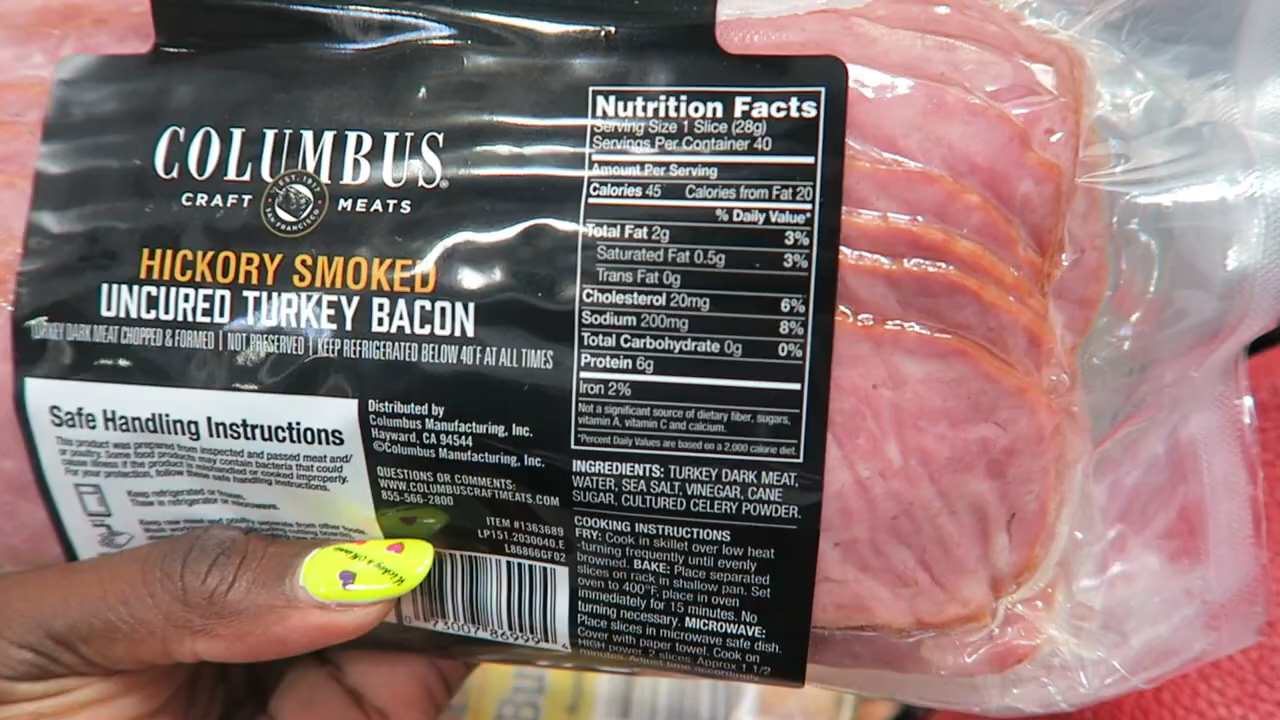 COLUMBUS
CRAFT MEATS
EST. 1917
SAN FRANCISCO
HICKORY SMOKED
UNCURED TURKEY BACON
TURKEY DARK MEAT CHOPPED & FORMED | NOT PRESERVED | KEEP REFRIGERATED BELOW 40°F AT ALL TIMES
Safe Handling Instructions
This product was prepared from inspected and passed meat and/
or poultry. Some food products may contain bacteria that could
cause illness if the product is mishandled or cooked improperly.
For protection, follow these safe handling instructions.
Keep refrigerated or frozen.
Thaw in refrigerator or microwave.
Keep raw meat and poultry separate from other foods.
Distributed by
Columbus Manufacturing, Inc.
Hayward, CA 94544
©Columbus Manufacturing, Inc.
QUESTIONS OR COMMENTS:
WWW.COLUMBUSCRAFTMEATS.COM
855-566-2800
ITEM #1363689
LP151.2030040.E
L86866GF02
0 73007 86999 4
Nutrition Facts
Serving Size 1 Slice (28g)
Servings Per Container 40
Amount Per Serving
Calories 45 Calories from Fat 20
% Daily Value*
Total Fat 2g 3%
Saturated Fat 0.5g 3%
Trans Fat 0g
Cholesterol 20mg 6%
Sodium 200mg 8%
Total Carbohydrate 0g 0%
Protein 6g
Iron 2%
Not a significant source of dietary fiber, sugars,
vitamin A, vitamin C and calcium.
*Percent Daily Values are based on a 2,000 calorie diet.
INGREDIENTS: TURKEY DARK MEAT,
WATER, SEA SALT, VINEGAR, CANE
SUGAR, CULTURED CELERY POWDER.
COOKING INSTRUCTIONS
FRY: Cook in skillet over low heat
-turning frequently until evenly
browned. BAKE: Place separated
slices on rack in shallow pan. Set
oven to 400°F, place in oven
immediately for 15 minutes. No
turning necessary. MICROWAVE:
Place slices in microwave safe dish.
Cover with paper towel. Cook on
HIGH power, 2 slices, Approx 1 1/2
minutes. Adjust time accordingly.